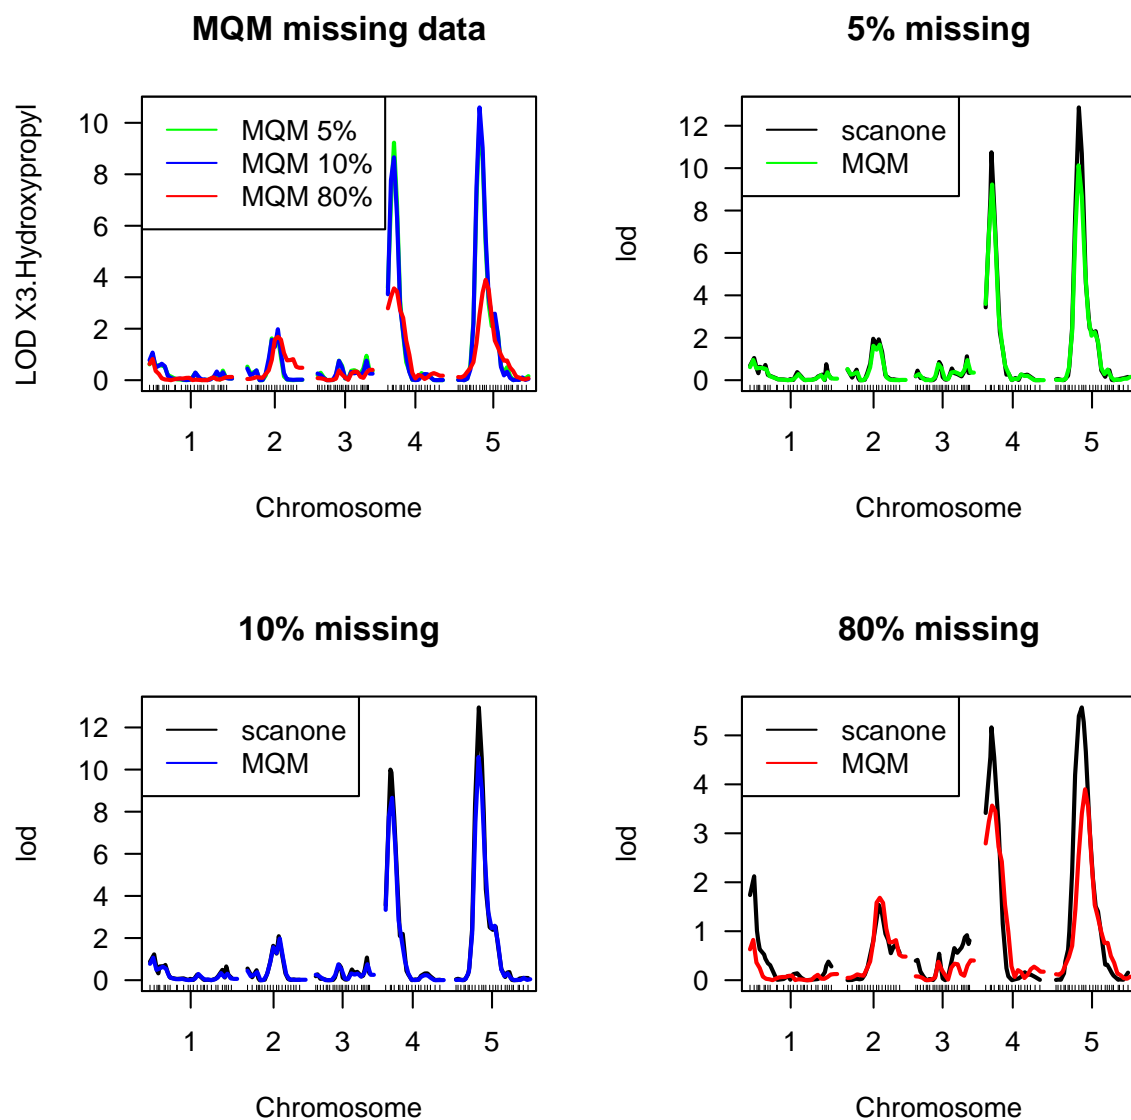 MQM missing data
LOD X3.Hydroxypropyl
10
8
6
4
2
0
MQM 5%
MQM 10%
MQM 80%
1 2 3 4 5
Chromosome
5% missing
lod
12
10
8
6
4
2
0
scanone
MQM
1 2 3 4 5
Chromosome
10% missing
lod
12
10
8
6
4
2
0
scanone
MQM
1 2 3 4 5
Chromosome
80% missing
lod
5
4
3
2
1
0
scanone
MQM
1 2 3 4 5
Chromosome